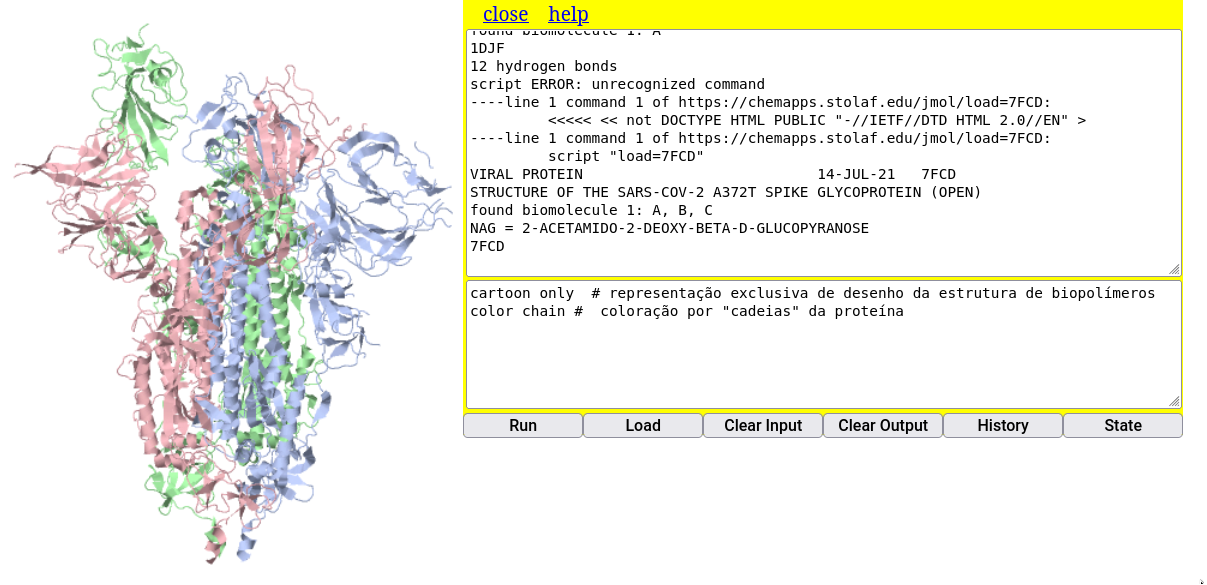 close help
found biomolecule 1: A
1DJF
12 hydrogen bonds
script ERROR: unrecognized command
----line 1 command 1 of https://chemapps.stolaf.edu/jmol/load=7FCD:
<<<<< << not DOCTYPE HTML PUBLIC "-//IETF//DTD HTML 2.0//EN" >
----line 1 command 1 of https://chemapps.stolaf.edu/jmol/load=7FCD:
script "load=7FCD"
VIRAL PROTEIN 14-JUL-21 7FCD
STRUCTURE OF THE SARS-COV-2 A372T SPIKE GLYCOPROTEIN (OPEN)
found biomolecule 1: A, B, C
NAG = 2-ACETAMIDO-2-DEOXY-BETA-D-GLUCOPYRANOSE
7FCD
cartoon only # representação exclusiva de desenho da estrutura de biopolímeros
color chain # coloração por "cadeias" da proteína
Run Load Clear Input Clear Output History State